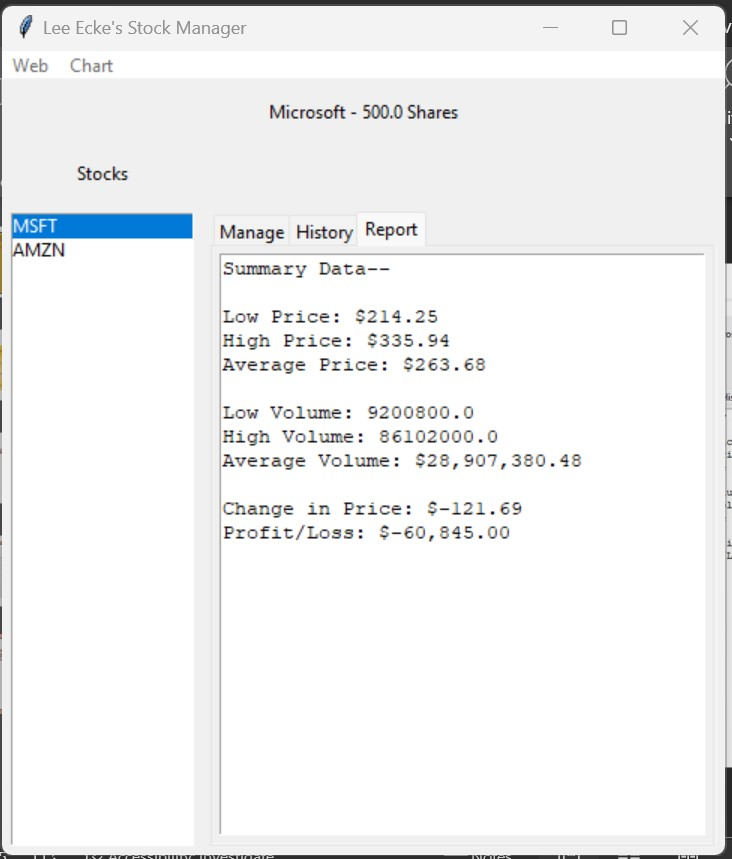 Lee Ecke's Stock Manager
Web Chart
Microsoft - 500.0 Shares
Stocks
MSFT
AMZN
Manage History Report
Summary Data--
Low Price: $214.25
High Price: $335.94
Average Price: $263.68
Low Volume: 9200800.0
High Volume: 86102000.0
Average Volume: $28,907,380.48
Change in Price: $-121.69
Profit/Loss: $-60,845.00